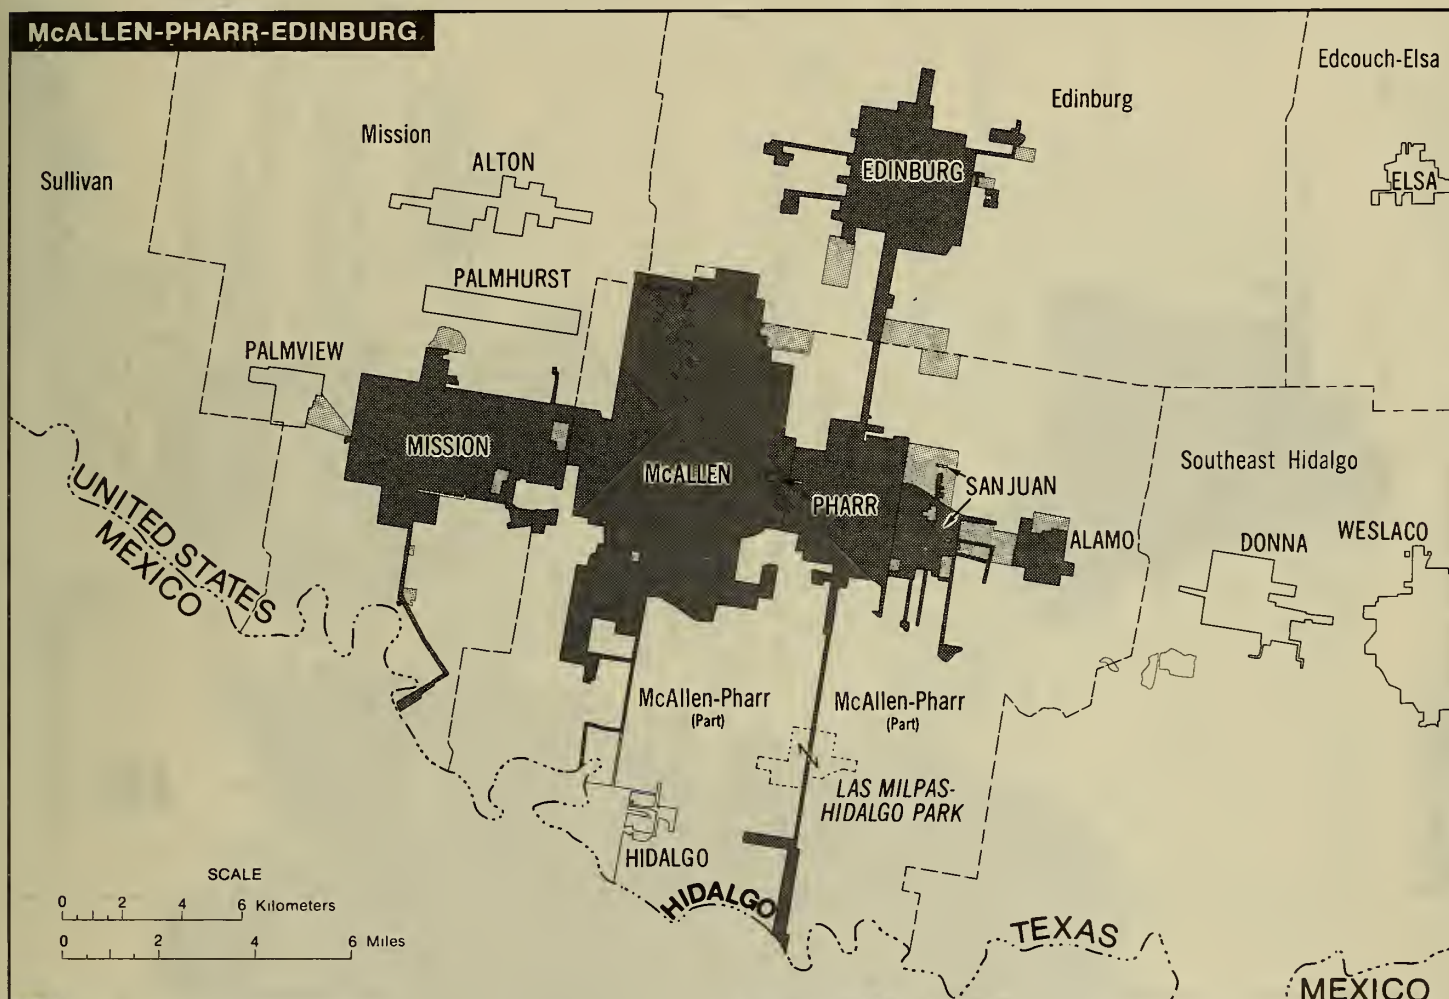 McALLEN-PHARR-EDINBURG
Edcouch-Elsa
Edinburg
Mission
ALTON
EDINBURG
Sullivan
ELSA
PALMHURST
PALMVIEW
MISSION
McALLEN
PHARR
SAN JUAN
Southeast Hidalgo
ALAMO
DONNA
WESLACO
UNITED STATES
MEXICO
McAllen-Pharr
(Part)
McAllen-Pharr
(Part)
LAS MILPAS-
HIDALGO PARK
HIDALGO
HIDALGO
TEXAS
MEXICO
SCALE
0 2 4 6 Kilometers
0 2 4 6 Miles